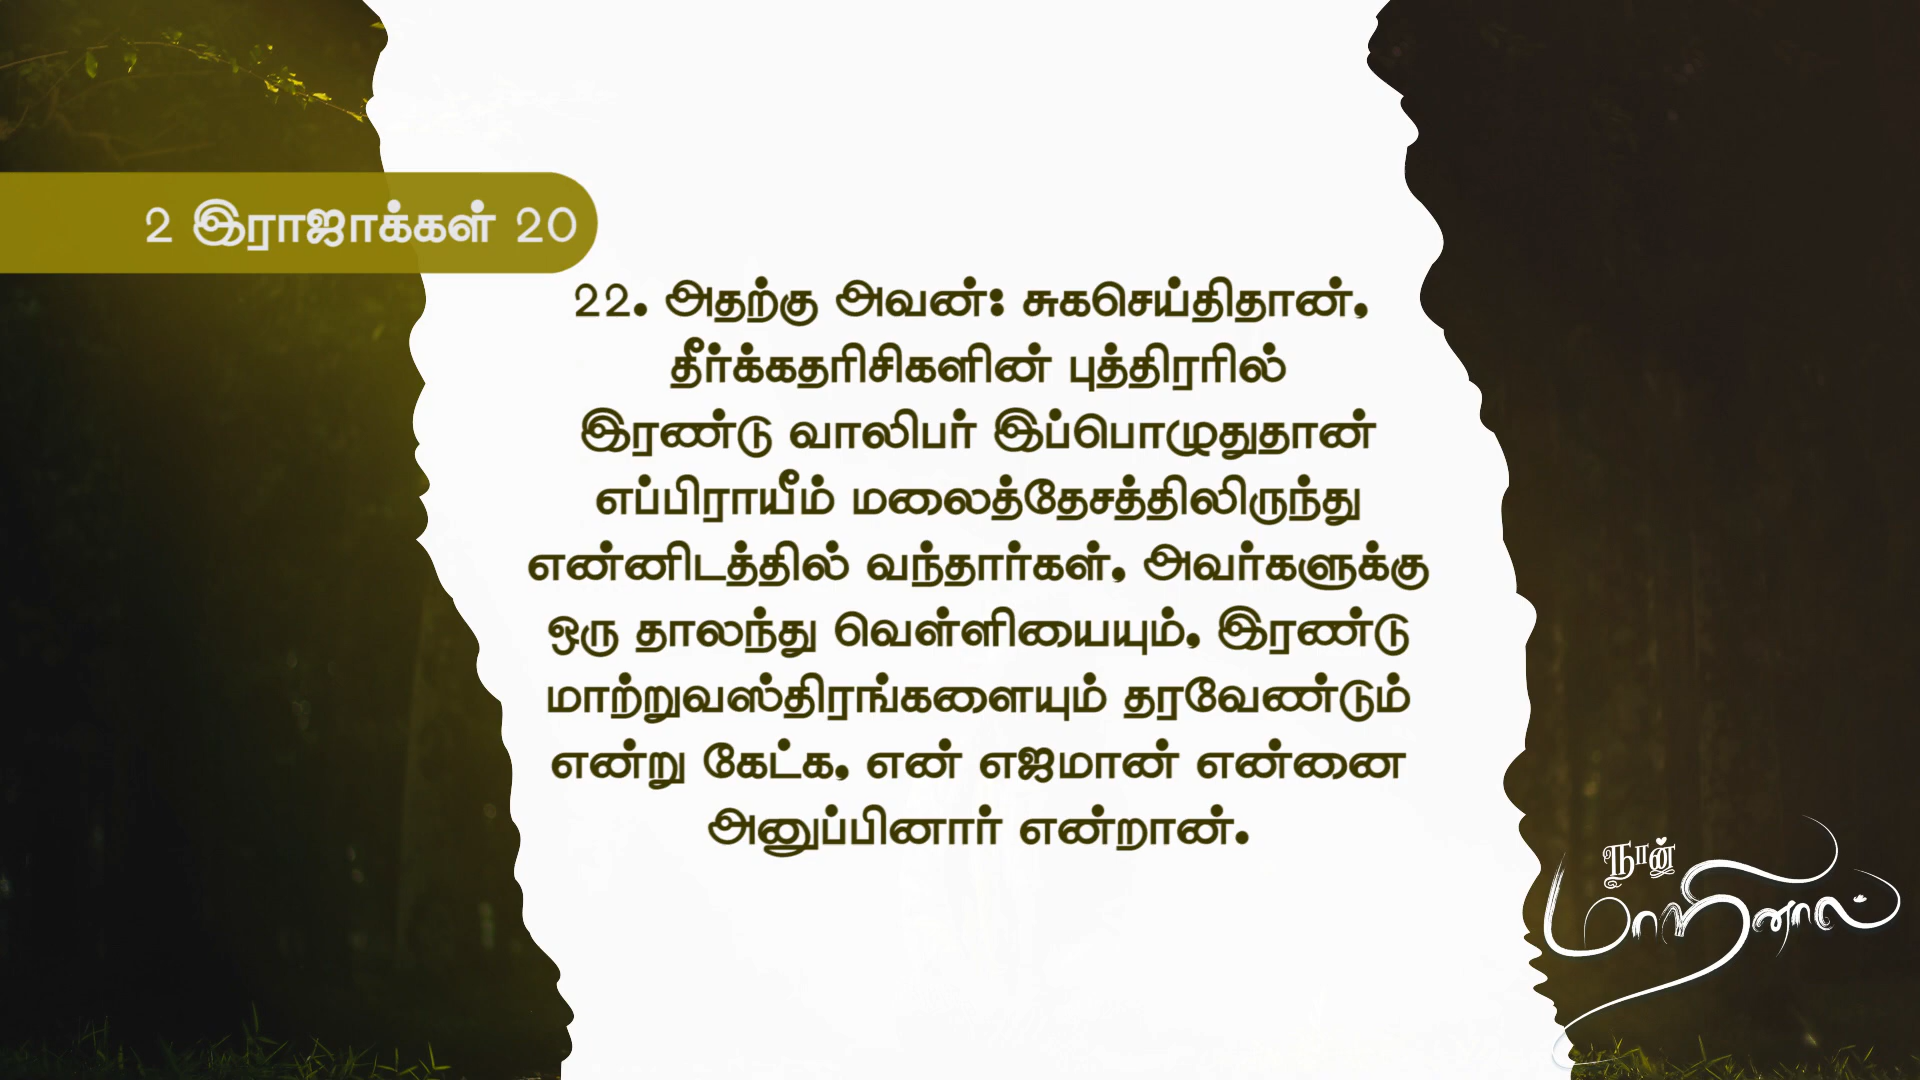 2 இராஜாக்கள் 20
22. அதற்கு அவன்: சுகசெய்திதான்,
தீர்க்கதரிசிகளின் புத்திரரில்
இரண்டு வாலிபர் இப்பொழுதுதான்
எப்பிராயீம் மலைத்தேசத்திலிருந்து
என்னிடத்தில் வந்தார்கள், அவர்களுக்கு
ஒரு தாலந்து வெள்ளியையும், இரண்டு
மாற்றுவஸ்திரங்களையும் தரவேண்டும்
என்று கேட்க, என் எஜமான் என்னை
அனுப்பினார் என்றான்.
நான்
மாறினால்